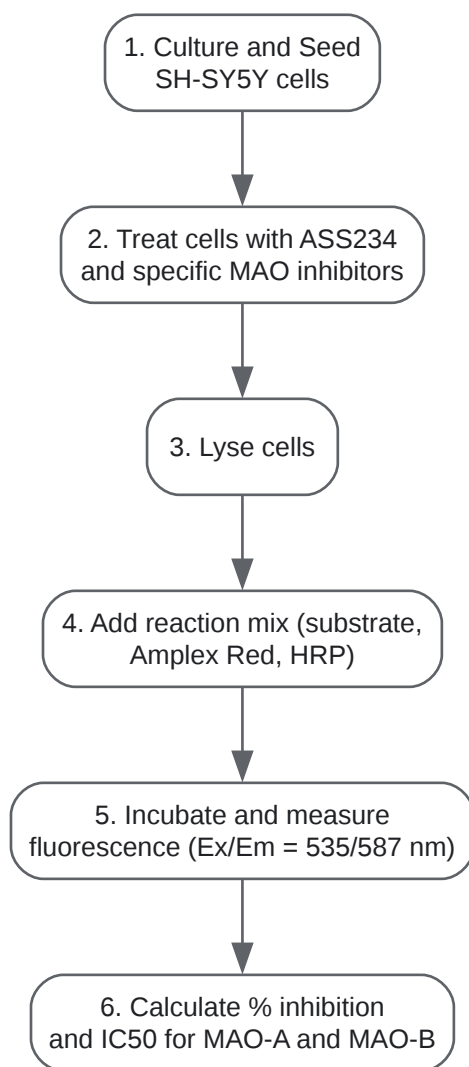 1. Culture and Seed
SH-SY5Y cells
2. Treat cells with ASS234
and specific MAO inhibitors
3. Lyse cells
4. Add reaction mix (substrate,
Amplex Red, HRP)
5. Incubate and measure
fluorescence (Ex/Em = 535/587 nm)
6. Calculate % inhibition
and IC50 for MAO-A and MAO-B